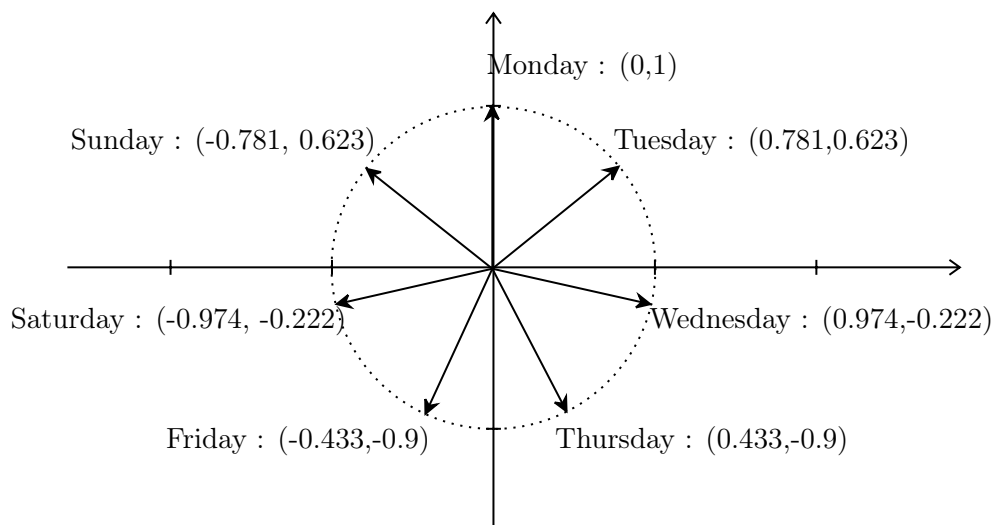 Monday : (0,1)
Sunday : (-0.781, 0.623)
Tuesday : (0.781,0.623)
Saturday : (-0.974, -0.222)
Wednesday : (0.974,-0.222)
Friday : (-0.433,-0.9)
Thursday : (0.433,-0.9)